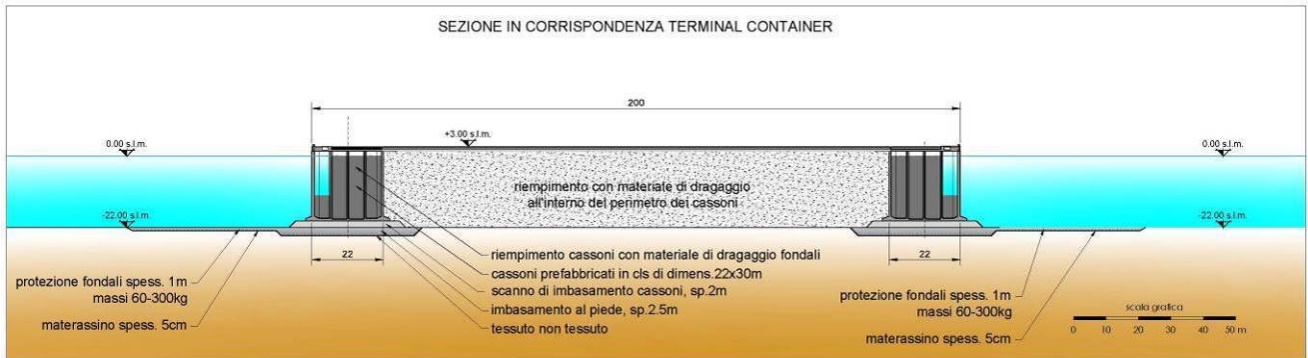 SEZIONE IN CORRISPONDENZA TERMINAL CONTAINER
200
+3.00 s.l.m.
0.00 s.l.m.
0.00 s.l.m.
riempimento con materiale di dragaggio
all'interno del perimetro dei cassoni
-22.00 s.l.m.
-22.00 s.l.m.
22
22
riempimento cassoni con materiale di dragaggio fondali
cassoni prefabbricati in cls di dimens.22x30m
scanno di imbasamento cassoni, sp.2m
imbasamento al piede, sp.2.5m
tessuto non tessuto
protezione fondali spess. 1m
massi 60-300kg
materassino spess. 5cm
protezione fondali spess. 1m
massi 60-300kg
materassino spess. 5cm
scala grafica
0 10 20 30 40 50 m